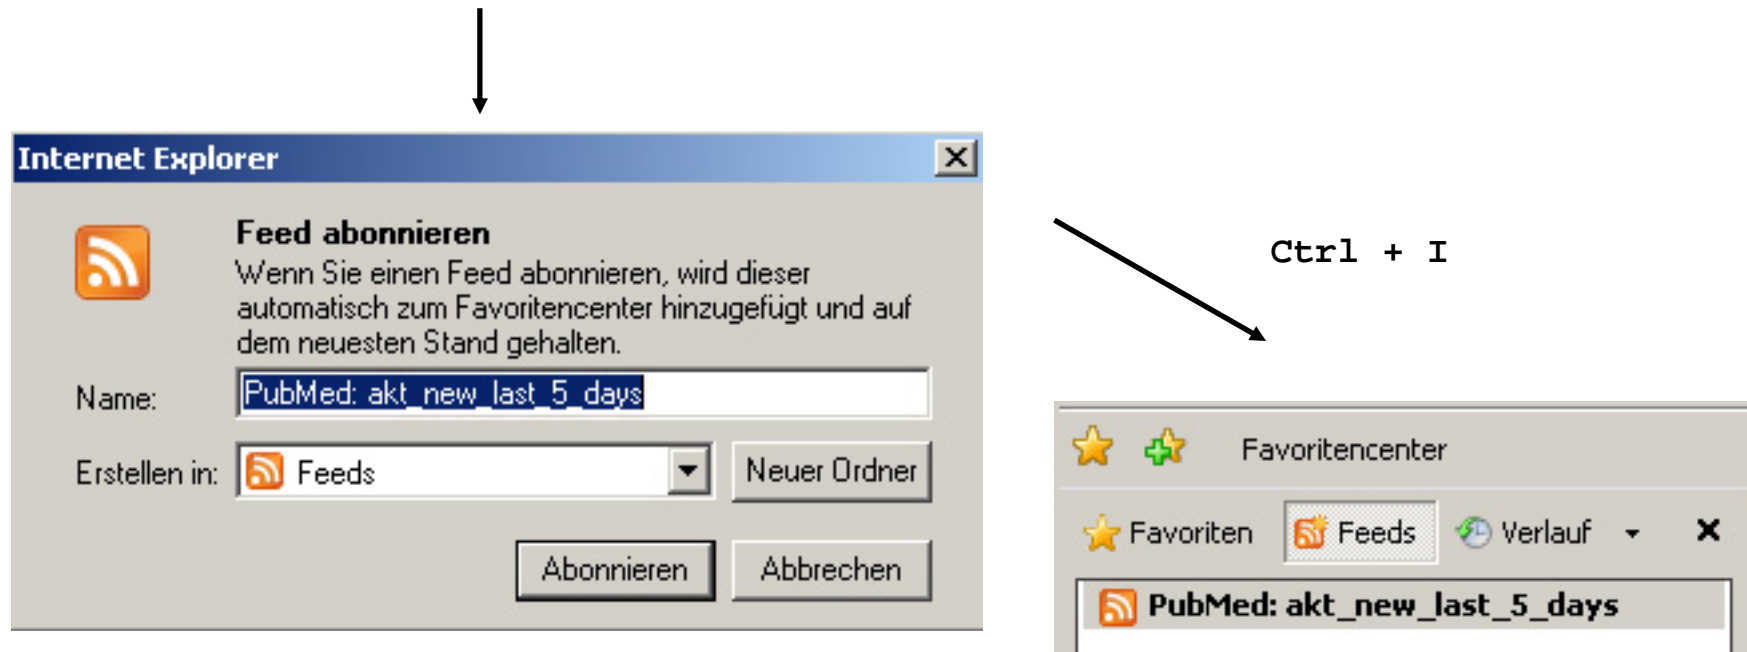 Internet Explorer
Feed abonnieren
Wenn Sie einen Feed abonnieren, wird dieser
automatisch zum Favoritencenter hinzugefügt und auf
dem neuesten Stand gehalten.
Name: PubMed: akt_new_last_5_days
Erstellen in: Feeds Neuer Ordner
Abonnieren Abbrechen
Ctrl + I
Favoritencenter
Favoriten Feeds Verlauf
PubMed: akt_new_last_5_days